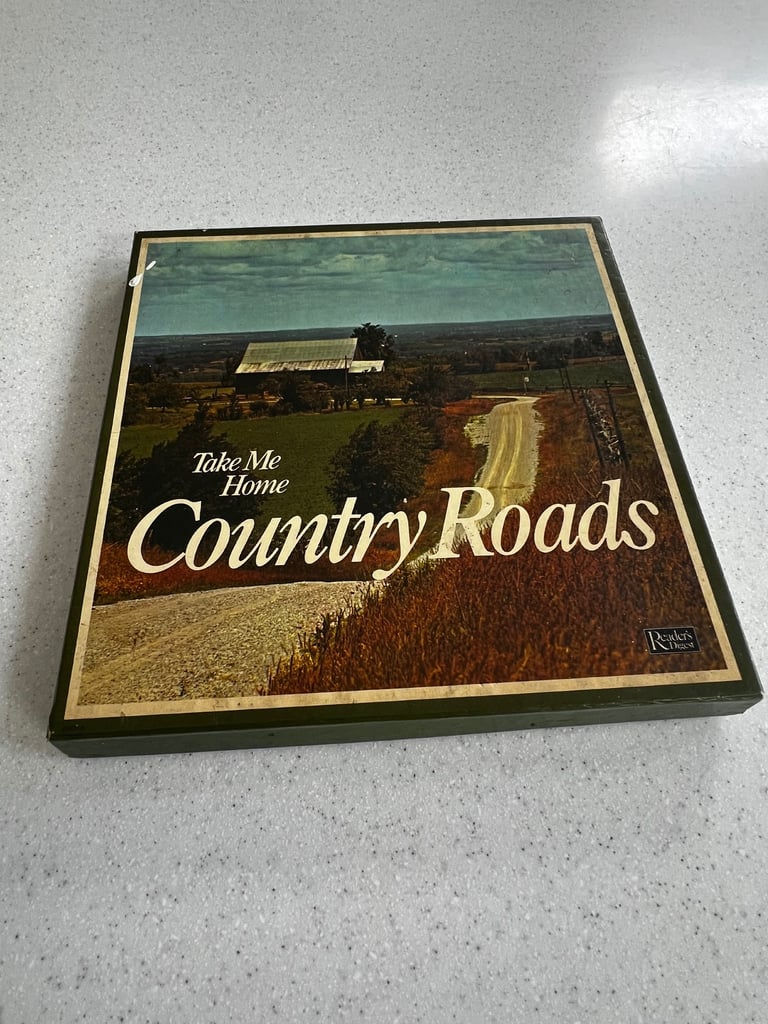 Take Me
Home
Country Roads
Reader's
Digest